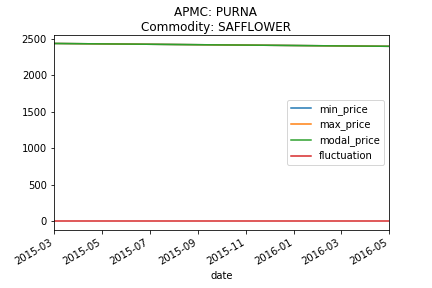 APMC: PURNA
Commodity: SAFFLOWER
2500
2000
1500
1000
500
0
min_price
max_price
modal_price
fluctuation
2015-03
2015-05
2015-07
2015-09
2015-11
2016-01
2016-03
2016-05
date